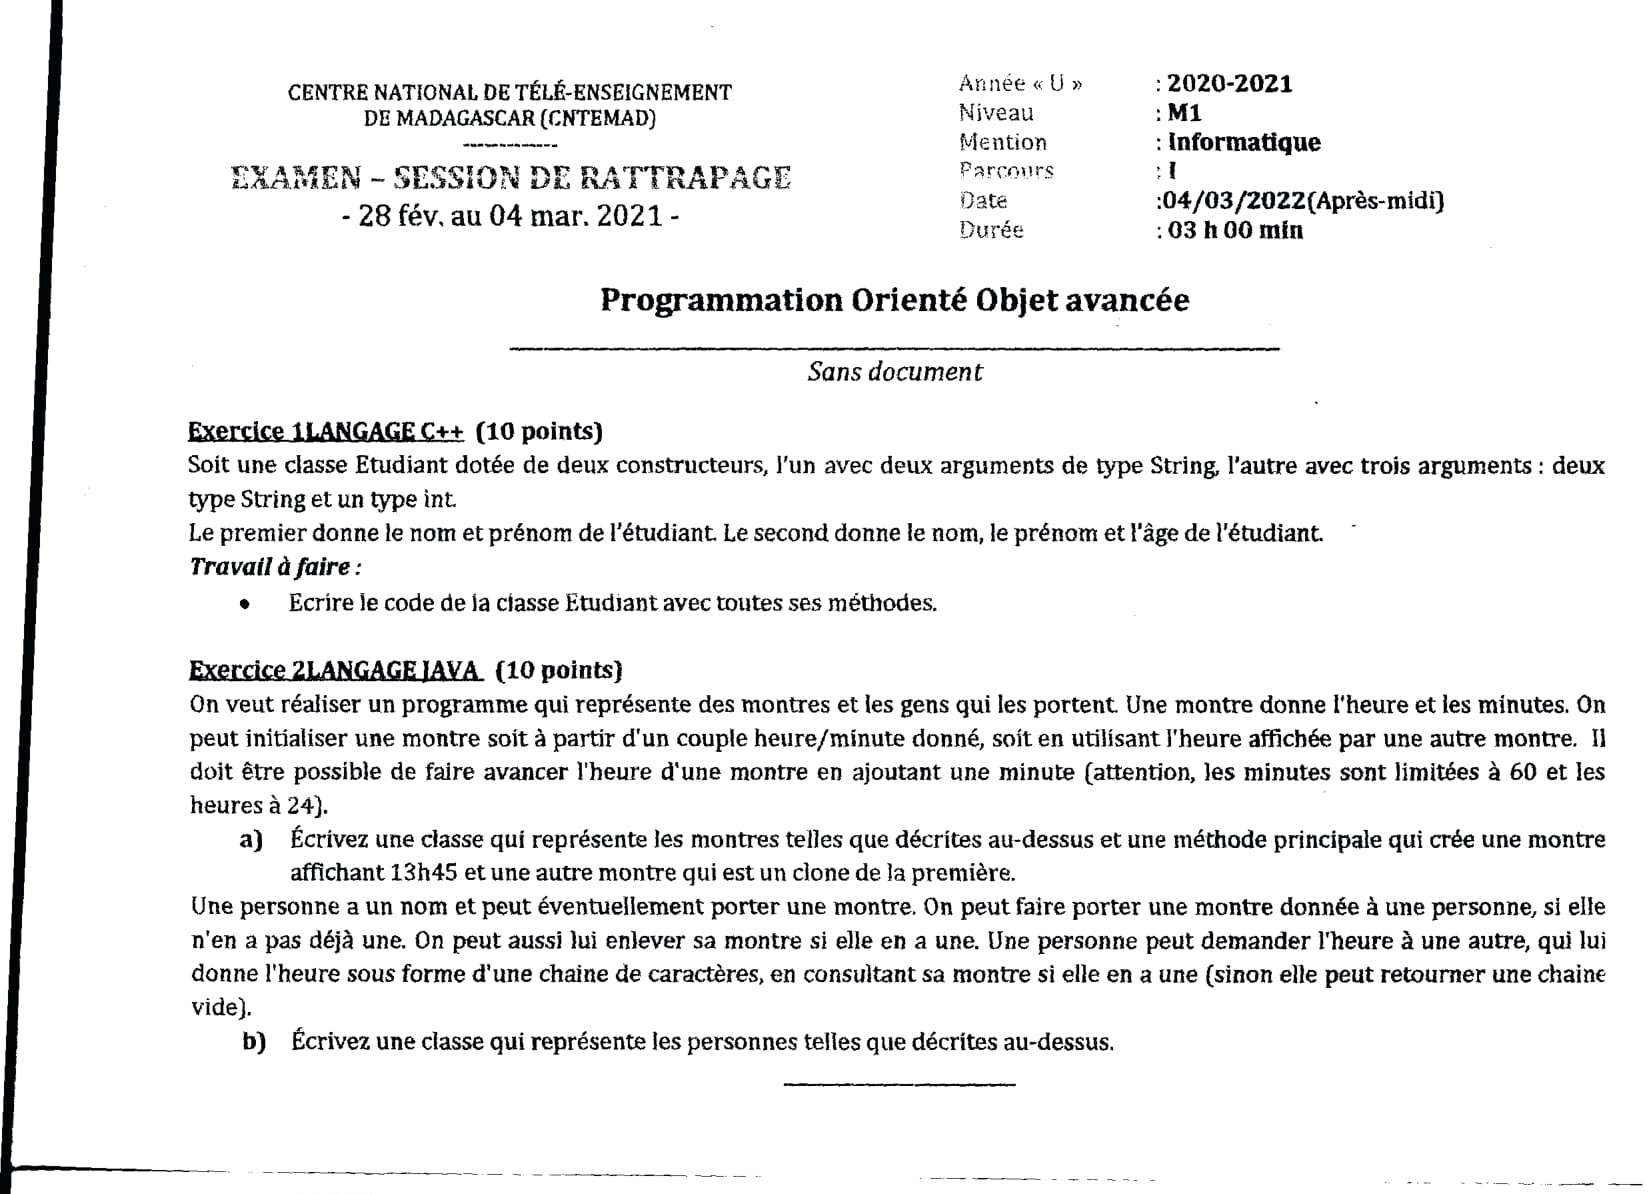 CENTRE NATIONAL DE TÉLÉ-ENSEIGNEMENT
DE MADAGASCAR (CNTEMAD)
------------
EXAMEN – SESSION DE RATTRAPAGE
- 28 fév. au 04 mar. 2021 -
Année « U » : 2020-2021
Niveau : M1
Mention : Informatique
Parcours : I
Date :04/03/2022(Après-midi)
Durée : 03 h 00 min
Programmation Orienté Objet avancée
Sans document
Exercice 1LANGAGE C++ (10 points)
Soit une classe Etudiant dotée de deux constructeurs, l'un avec deux arguments de type String, l'autre avec trois arguments : deux
type String et un type int.
Le premier donne le nom et prénom de l'étudiant. Le second donne le nom, le prénom et l'âge de l'étudiant.
Travail à faire :
• Ecrire le code de la classe Etudiant avec toutes ses méthodes.
Exercice 2LANGAGE JAVA (10 points)
On veut réaliser un programme qui représente des montres et les gens qui les portent. Une montre donne l'heure et les minutes. On
peut initialiser une montre soit à partir d'un couple heure/minute donné, soit en utilisant l'heure affichée par une autre montre. Il
doit être possible de faire avancer l'heure d'une montre en ajoutant une minute (attention, les minutes sont limitées à 60 et les
heures à 24).
a) Écrivez une classe qui représente les montres telles que décrites au-dessus et une méthode principale qui crée une montre
affichant 13h45 et une autre montre qui est un clone de la première.
Une personne a un nom et peut éventuellement porter une montre. On peut faire porter une montre donnée à une personne, si elle
n'en a pas déjà une. On peut aussi lui enlever sa montre si elle en a une. Une personne peut demander l'heure à une autre, qui lui
donne l'heure sous forme d'une chaine de caractères, en consultant sa montre si elle en a une (sinon elle peut retourner une chaine
vide).
b) Écrivez une classe qui représente les personnes telles que décrites au-dessus.